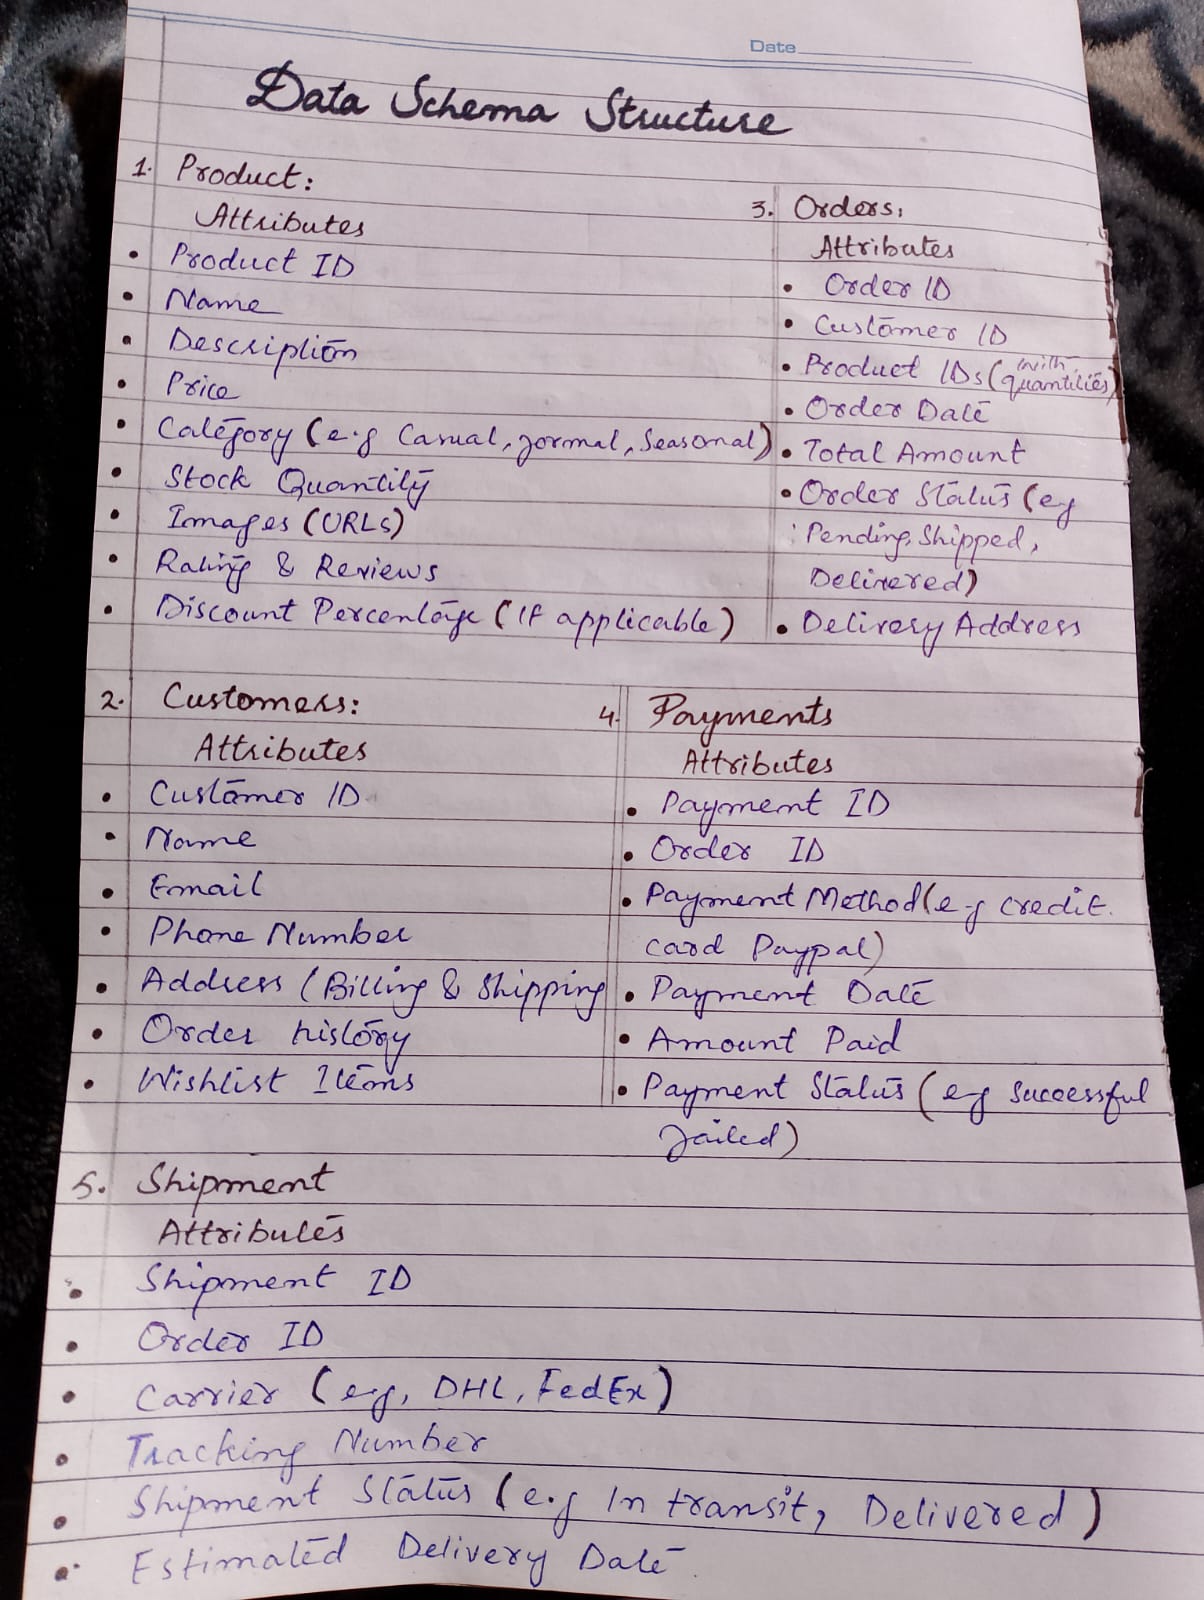 Date
Data Schema Structure
1. Product:
Attributes
• Product ID
• Name
• Description
• Price
• Category (e.g Casual, formal, Seasonal)
• Stock Quantity
• Images (URLs)
• Rating & Reviews
• Discount Percentage (If applicable)
3. Orders:
Attributes
• Order ID
• Customer ID
• Product IDs (with quantities)
• Order Date
• Total Amount
• Order Status (eg
Pending, Shipped,
Delivered)
• Delivery Address
2. Customers:
Attributes
• Customer ID
• Name
• Email
• Phone Number
• Address (Billing & Shipping
• Order history
• Wishlist Items
4. Payments
Attributes
• Payment ID
• Order ID
• Payment Method (e-g credit.
card Paypal)
• Payment Date
• Amount Paid
• Payment Status (eg successful
failed)
5. Shipment
Attributes
• Shipment ID
• Order ID
• Carrier (e.g, DHL, FedEx)
• Tracking Number
• Shipment Status (e.g In transit, Delivered)
• Estimated Delivery Date